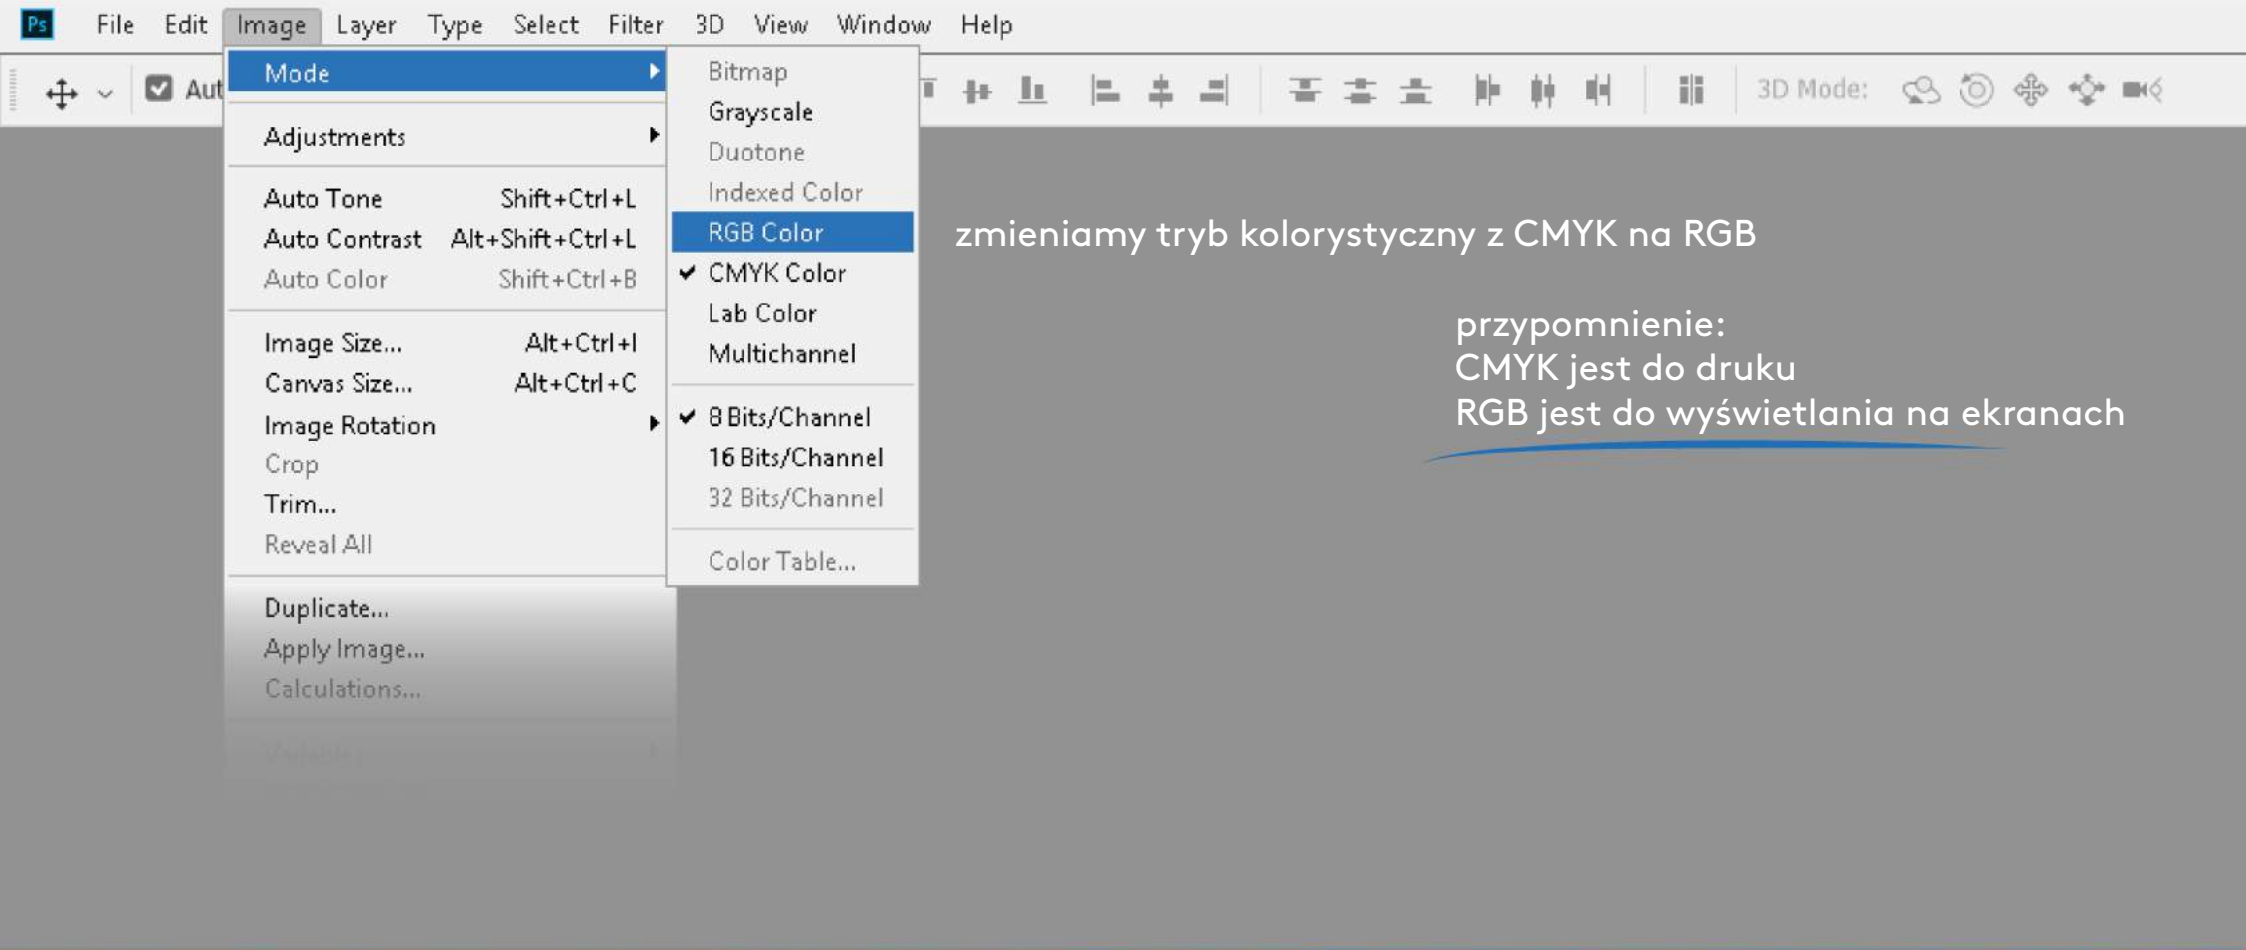 Ps File Edit Image Layer Type Select Filter 3D View Window Help
Aut
3D Mode:
Mode
Adjustments
Auto Tone Shift+Ctrl+L
Auto Contrast Alt+Shift+Ctrl+L
Auto Color Shift+Ctrl+B
Image Size... Alt+Ctrl+I
Canvas Size... Alt+Ctrl+C
Image Rotation
Crop
Trim...
Reveal All
Duplicate...
Apply Image...
Calculations...
Bitmap
Grayscale
Duotone
Indexed Color
RGB Color
CMYK Color
Lab Color
Multichannel
8 Bits/Channel
16 Bits/Channel
32 Bits/Channel
Color Table...
zmieniamy tryb kolorystyczny z CMYK na RGB
przypomnienie:
CMYK jest do druku
RGB jest do wyświetlania na ekranach